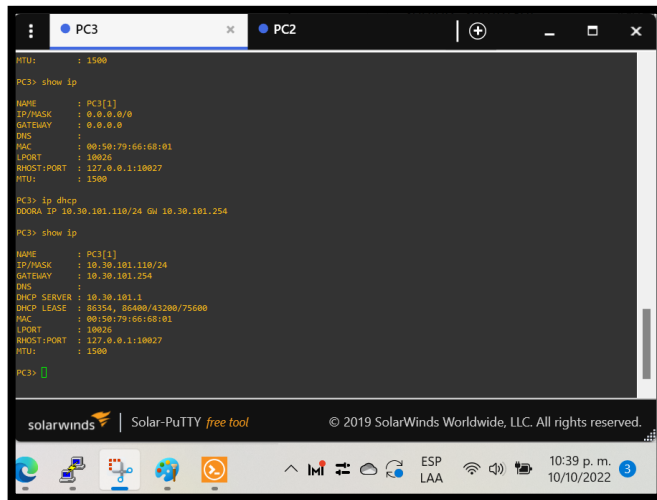 PC3
PC2
MTU: : 1500
PC3> show ip
NAME : PC3[1]
IP/MASK : 0.0.0.0/0
GATEWAY : 0.0.0.0
DNS :
MAC : 00:50:79:66:68:01
LPORT : 10026
RHOST:PORT : 127.0.0.1:10027
MTU: : 1500
PC3> ip dhcp
DDORA IP 10.30.101.110/24 GW 10.30.101.254
PC3> show ip
NAME : PC3[1]
IP/MASK : 10.30.101.110/24
GATEWAY : 10.30.101.254
DNS :
DHCP SERVER : 10.30.101.1
DHCP LEASE : 86354, 86400/43200/75600
MAC : 00:50:79:66:68:01
LPORT : 10026
RHOST:PORT : 127.0.0.1:10027
MTU: : 1500
PC3>
solarwinds | Solar-PuTTY free tool © 2019 SolarWinds Worldwide, LLC. All rights reserved.
ESP
LAA
10:39 p. m.
10/10/2022
3